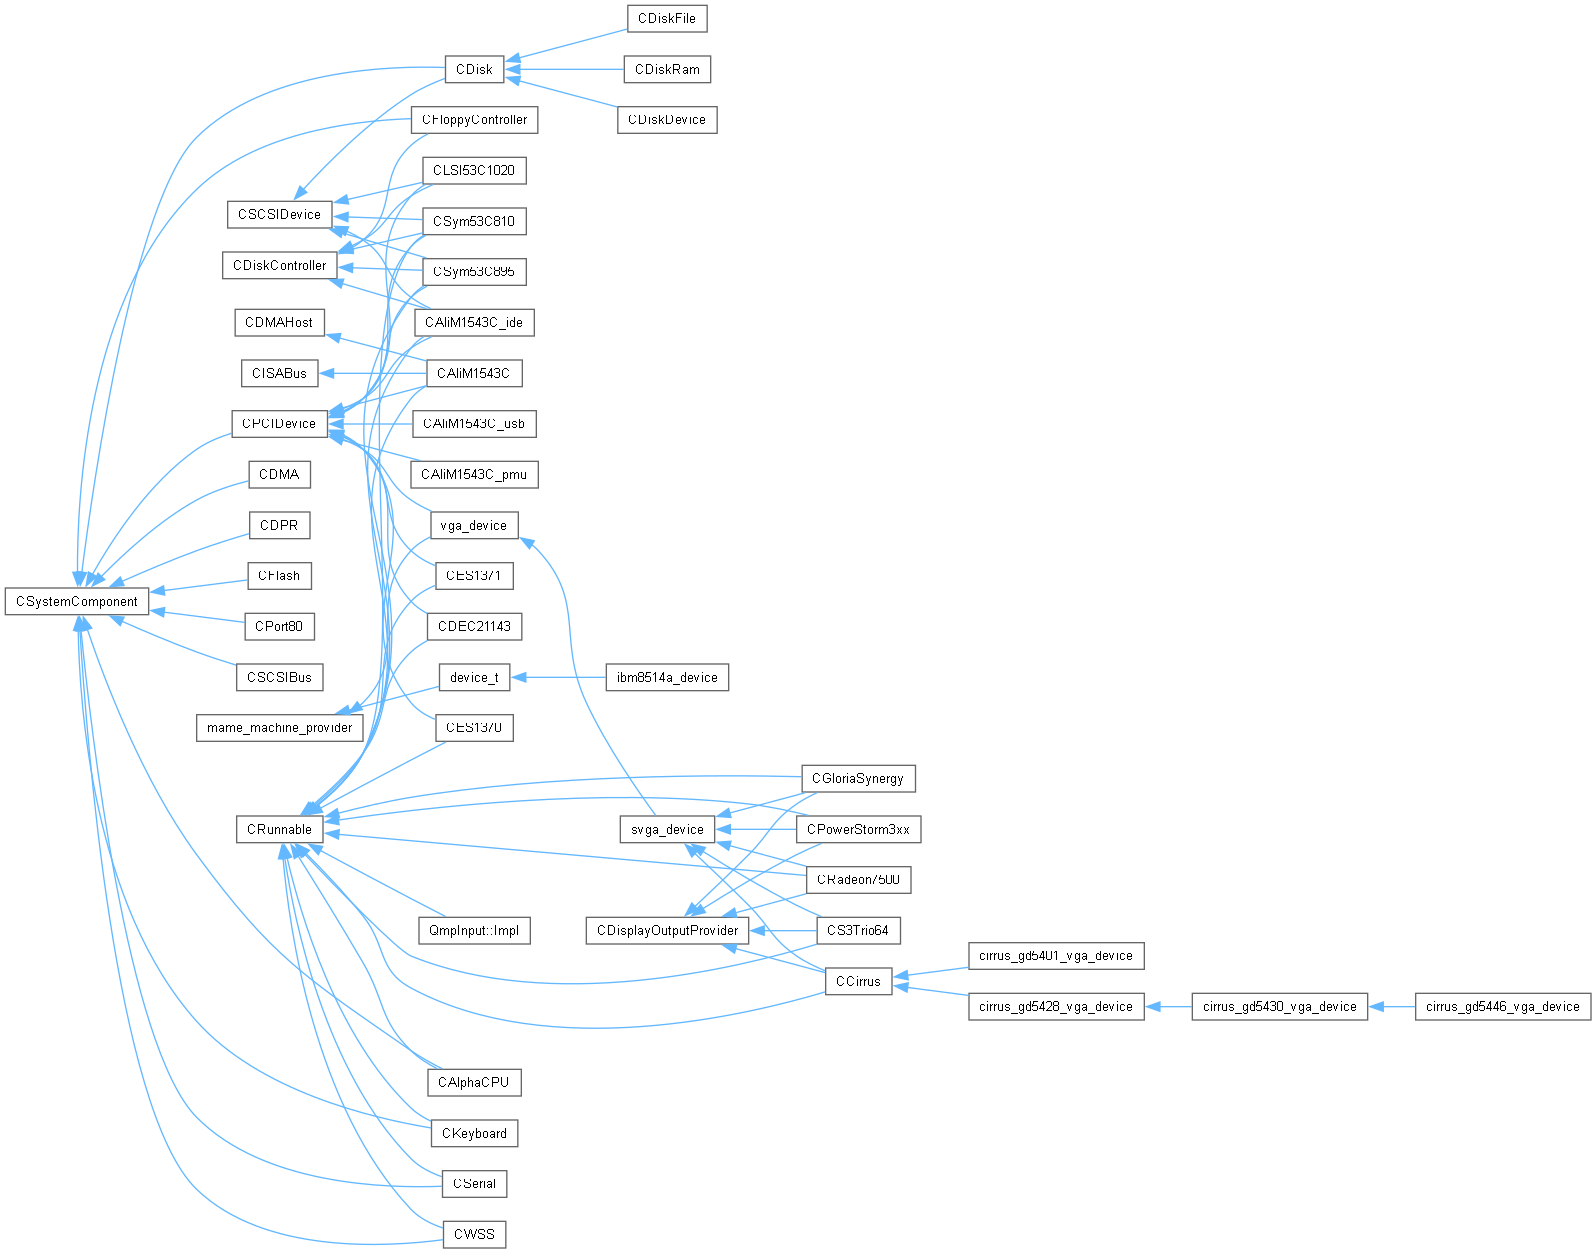 CDiskFile
CDisk
CDiskRam
CFloppyController
CDiskDevice
CLSI53C1020
CSCSIDevice
CSym53C810
CDiskController
CSym53C895
CDMAHost
CAliM1543C_ide
CISABus
CAliM1543C
CPCIDevice
CAliM1543C_usb
CDMA
CAliM1543C_pmu
CDPR
vga_device
CFlash
CES1371
CSystemComponent
CPort80
CDEC21143
CSCSIBus
device_t
ibm8514a_device
mame_machine_provider
CES1370
CGloriaSynergy
CRunnable
svga_device
CPowerStorm3xx
CRadeon7500
QmpInput::Impl
CDisplayOutputProvider
CS3Trio64
cirrus_gd5401_vga_device
CCirrus
cirrus_gd5428_vga_device
cirrus_gd5430_vga_device
cirrus_gd5446_vga_device
CAlphaCPU
CKeyboard
CSerial
CWSS